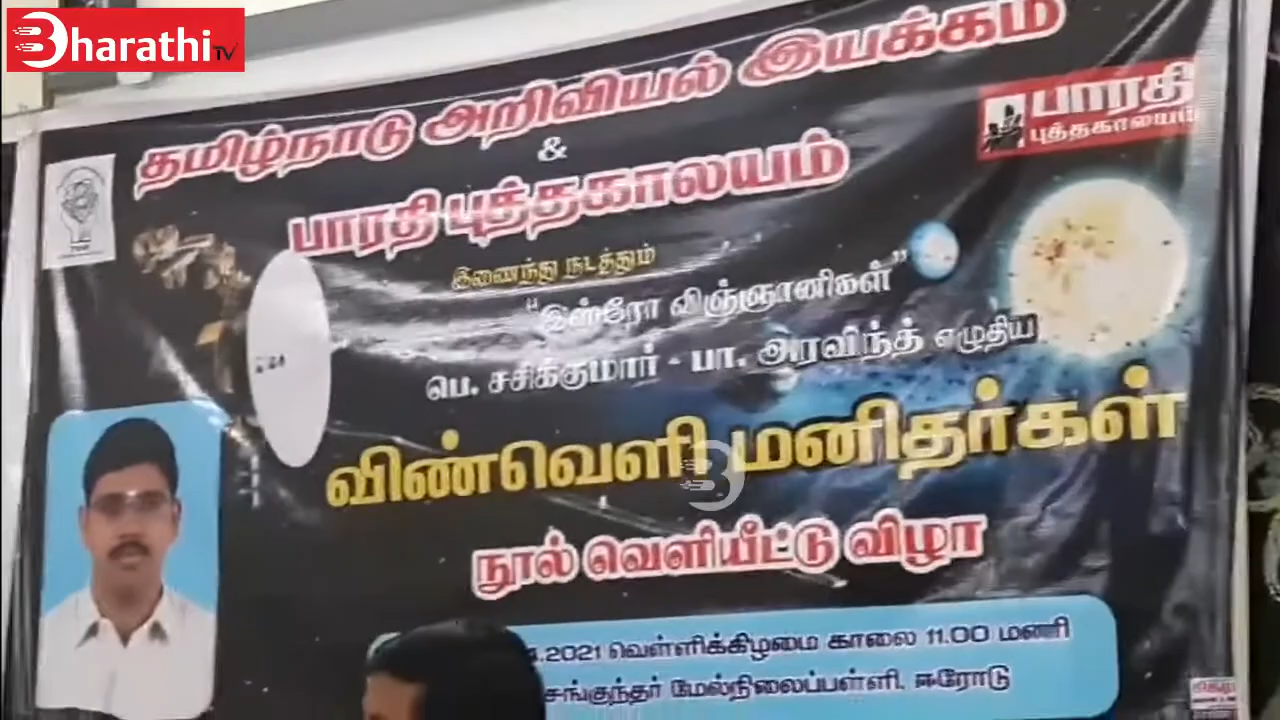 Bharathi TV
தமிழ்நாடு அறிவியல் இயக்கம்
&
பாரதி புத்தகாலயம்
பாரதி
புத்தகாலயம்
இணைந்து நடத்தும்
"இஸ்ரோ விஞ்ஞானிகள்"
பெ. சசிக்குமார் - பா. அரவிந்த் எழுதிய
விண்வெளி மனிதர்கள்
நூல் வெளியீட்டு விழா
.2021 வெள்ளிக்கிழமை காலை 11.00 மணி
செங்குந்தர் மேல்நிலைப்பள்ளி, ஈரோடு